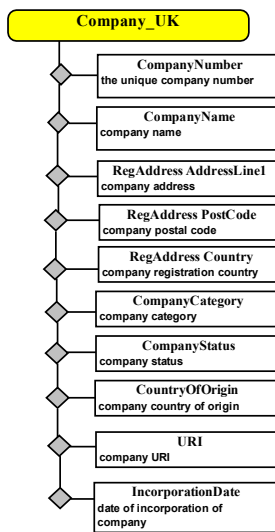 Company_UK
CompanyNumber
the unique company number
CompanyName
company name
RegAddress AddressLine1
company address
RegAddress PostCode
company postal code
RegAddress Country
company registration country
CompanyCategory
company category
CompanyStatus
company status
CountryOfOrigin
company country of origin
URI
company URI
IncorporationDate
date of incorporation of
company